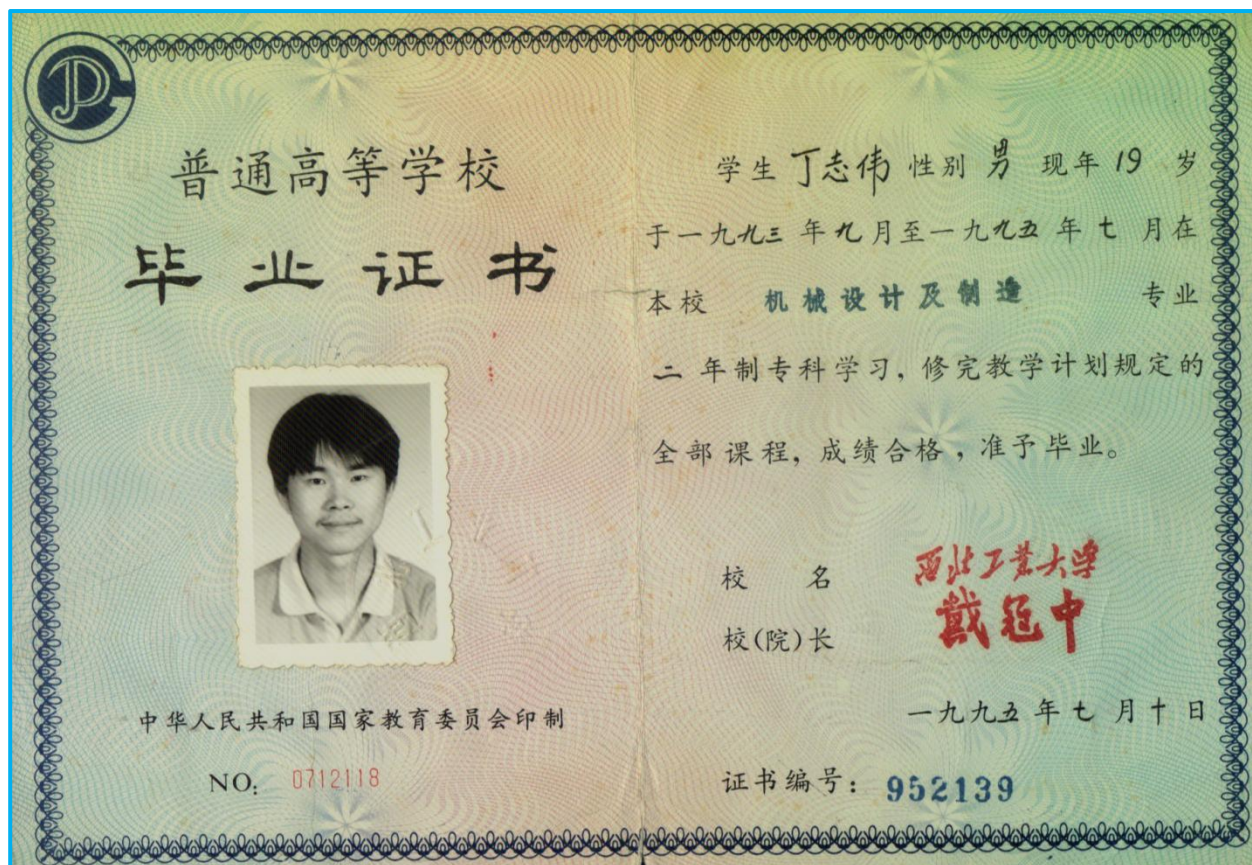 普通高等学校
毕业证书
中华人民共和国国家教育委员会印制
NO: 0712118
学生 丁志伟 性别 男 现年 19 岁
于一九九三年九月至一九九五年七月在
本校 机械设计及制造 专业
二年制专科学习,修完教学计划规定的
全部课程,成绩合格,准予毕业。
校 名 西北工业大学
校(院)长 戴冠中
一九九五年七月十日
证书编号: 952139